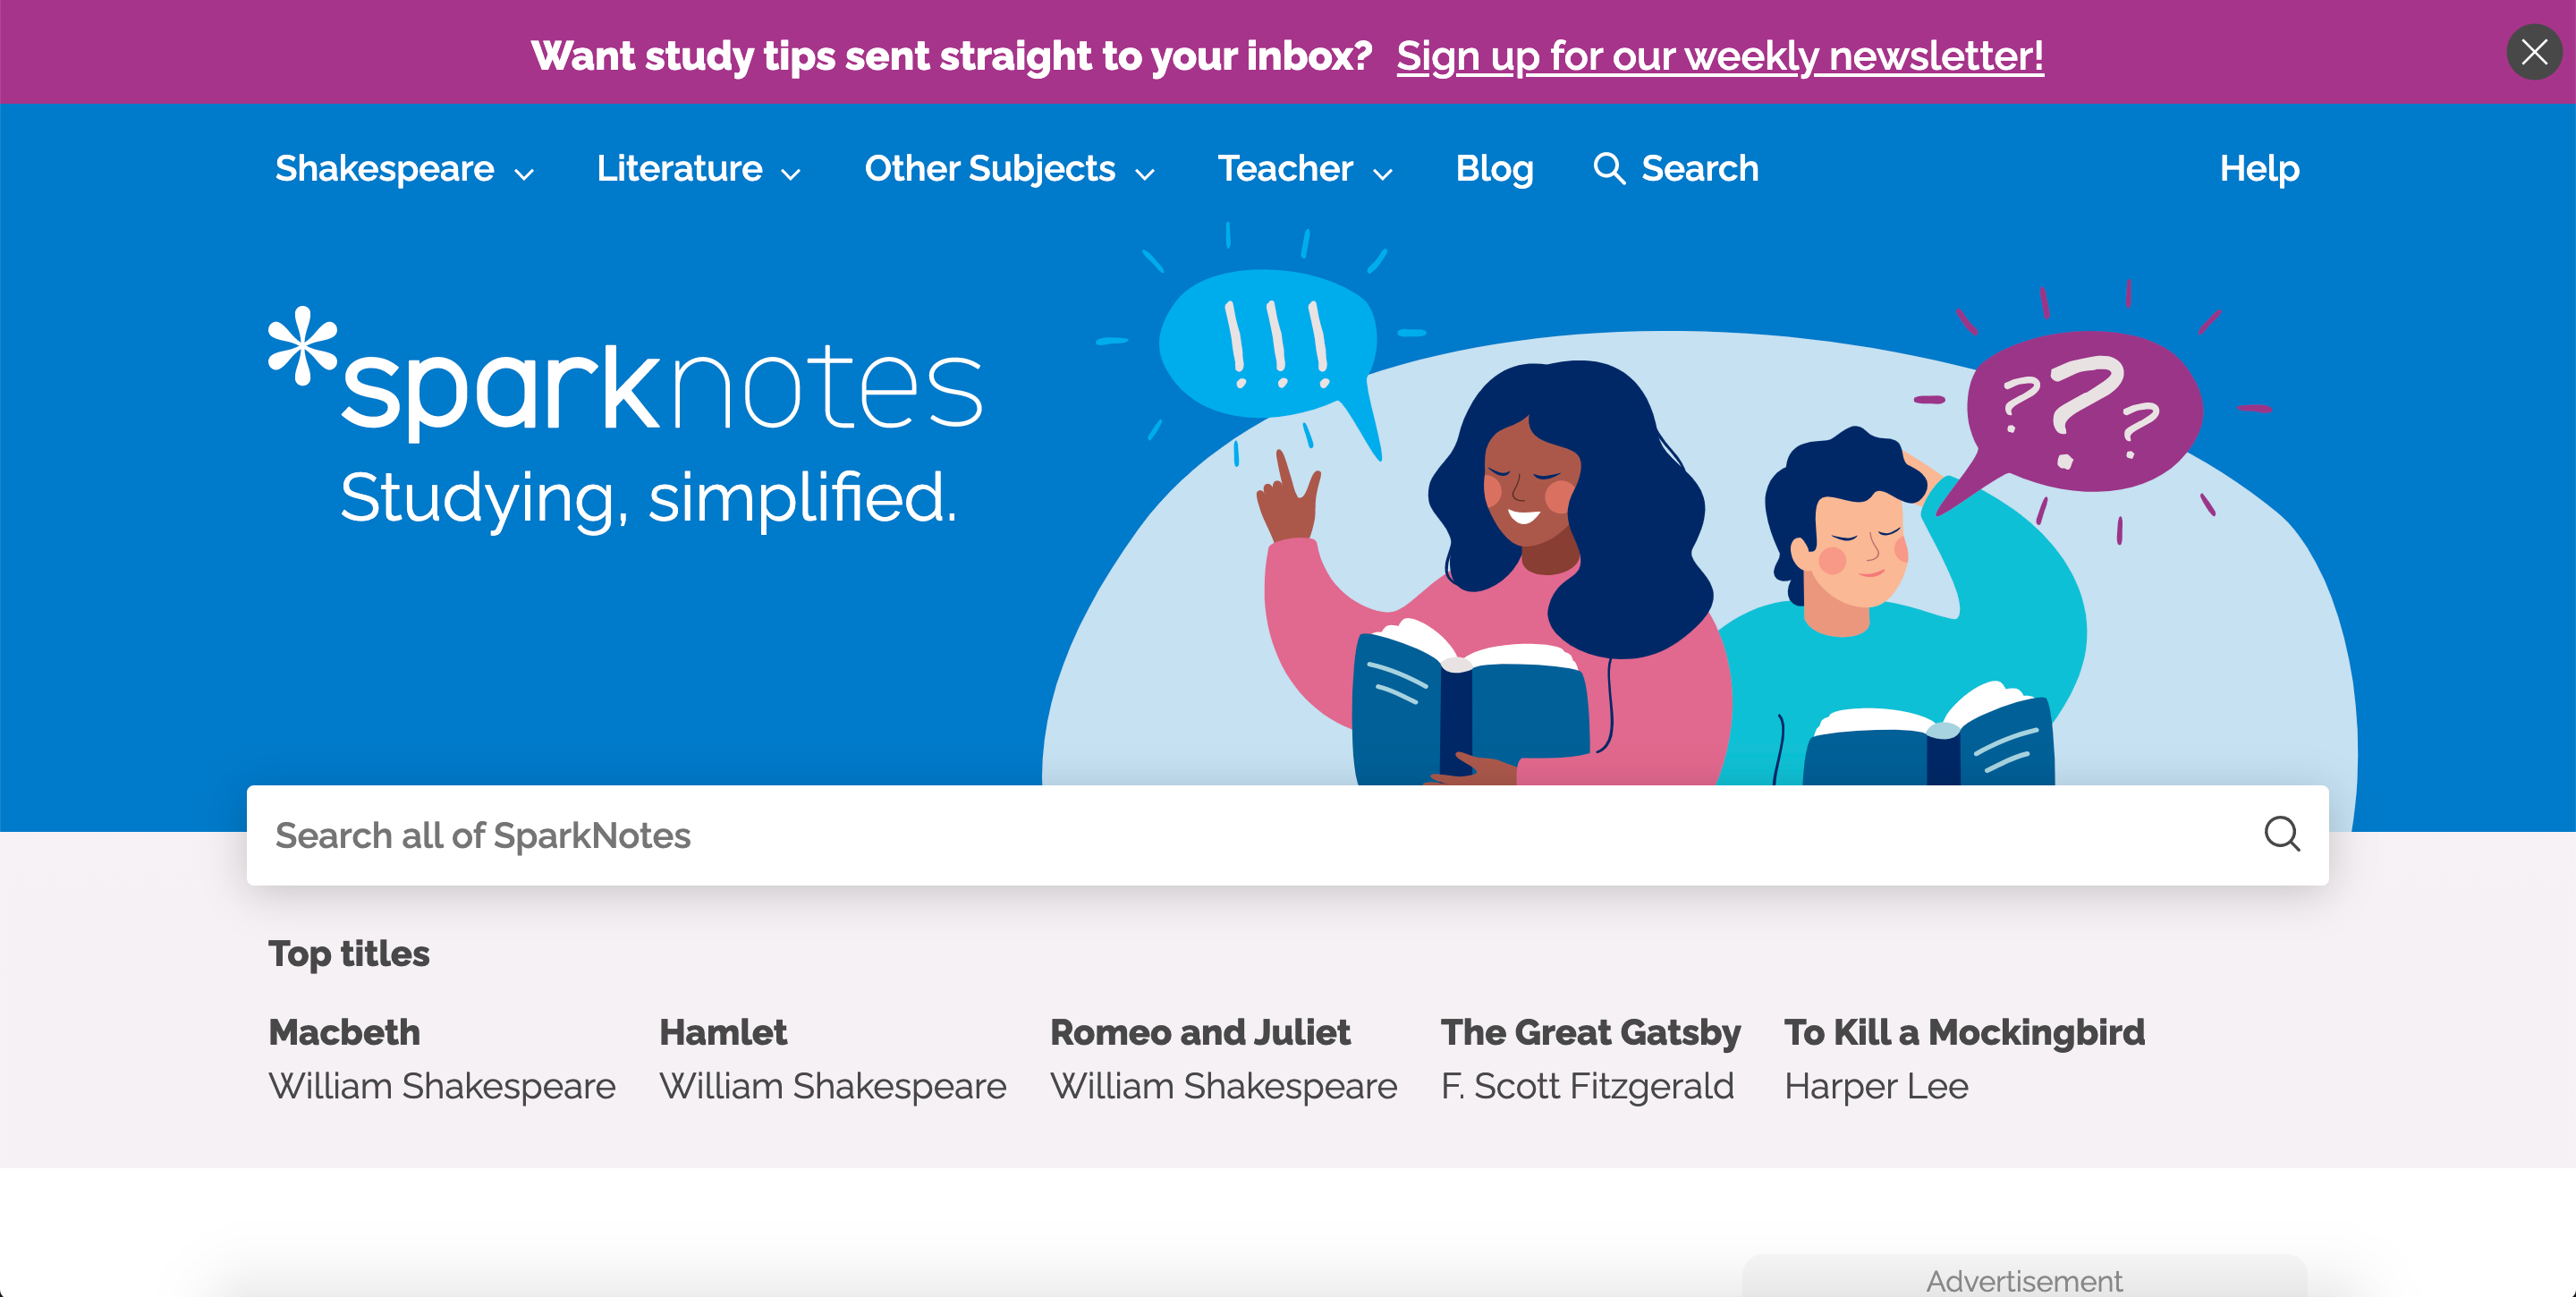 Want study tips sent straight to your inbox? Sign up for our weekly newsletter!
Shakespeare Literature Other Subjects Teacher Blog Search Help
!!!
???
*sparknotes
Studying, simplified.
Search all of SparkNotes
Top titles
Macbeth Hamlet Romeo and Juliet The Great Gatsby To Kill a Mockingbird
William Shakespeare William Shakespeare William Shakespeare F. Scott Fitzgerald Harper Lee
Advertisement